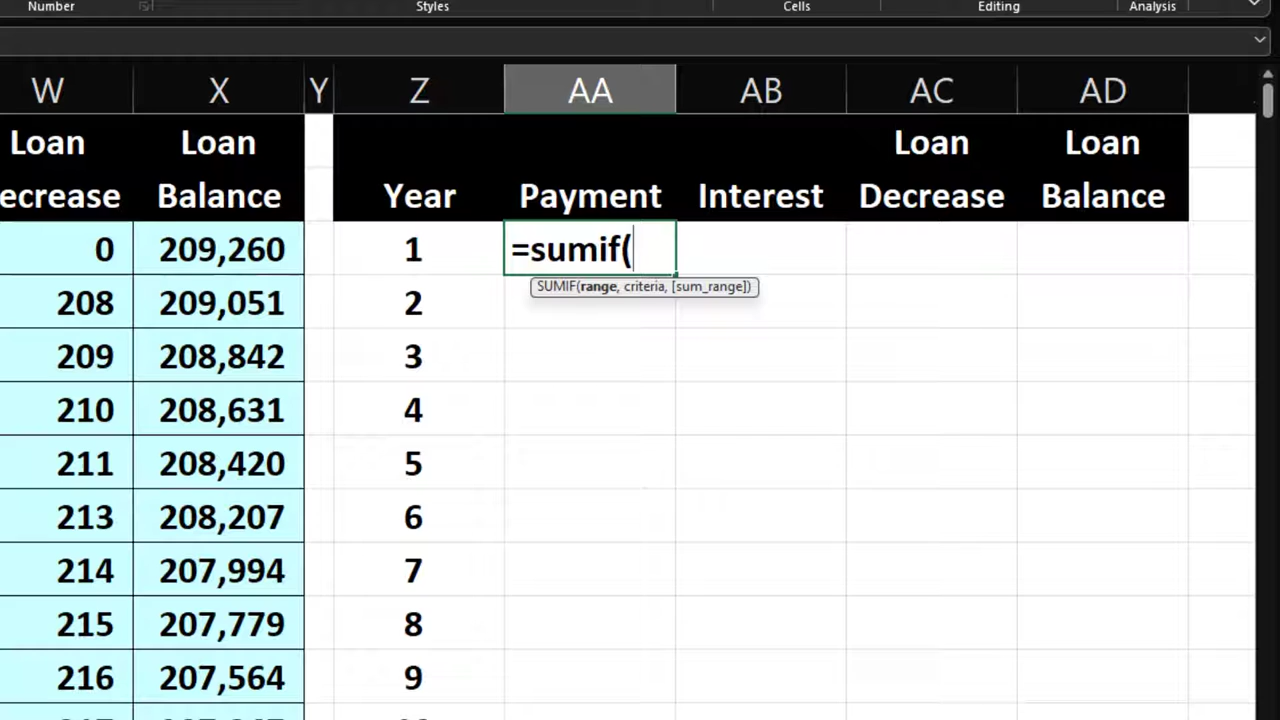 Number Styles Cells Editing Analysis
W X Y Z AA AB AC AD
Loan Loan Loan Loan
ecrease Balance Year Payment Interest Decrease Balance
0 209,260 1 =sumif(
SUMIF(range, criteria, [sum_range])
208 209,051 2
209 208,842 3
210 208,631 4
211 208,420 5
213 208,207 6
214 207,994 7
215 207,779 8
216 207,564 9